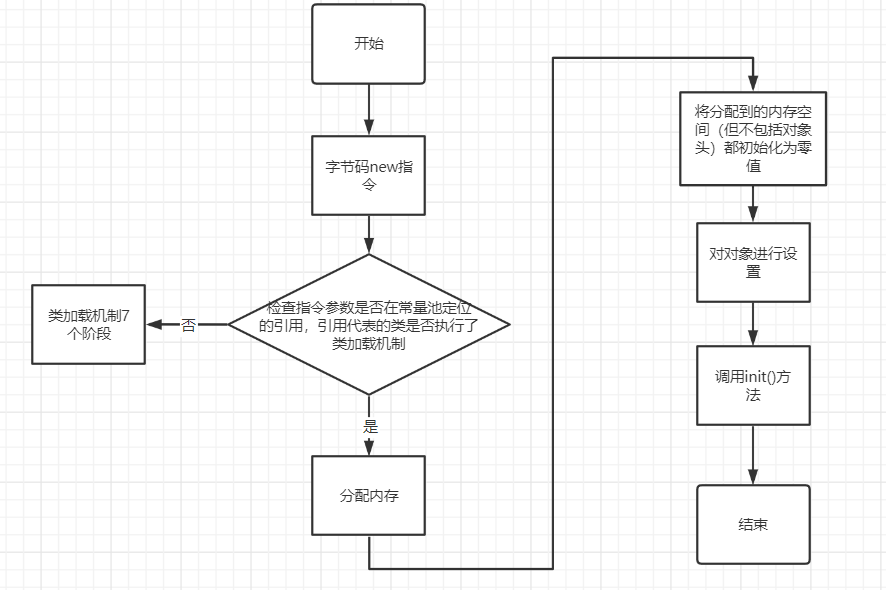 开始
字节码new指
令
检查指令参数是否在常量池定位
的引用，引用代表的类是否执行了
类加载机制
否
类加载机制7
个阶段
是
分配内存
将分配到的内存空
间（但不包括对象
头）都初始化为零
值
对对象进行设
置
调用init()方
法
结束